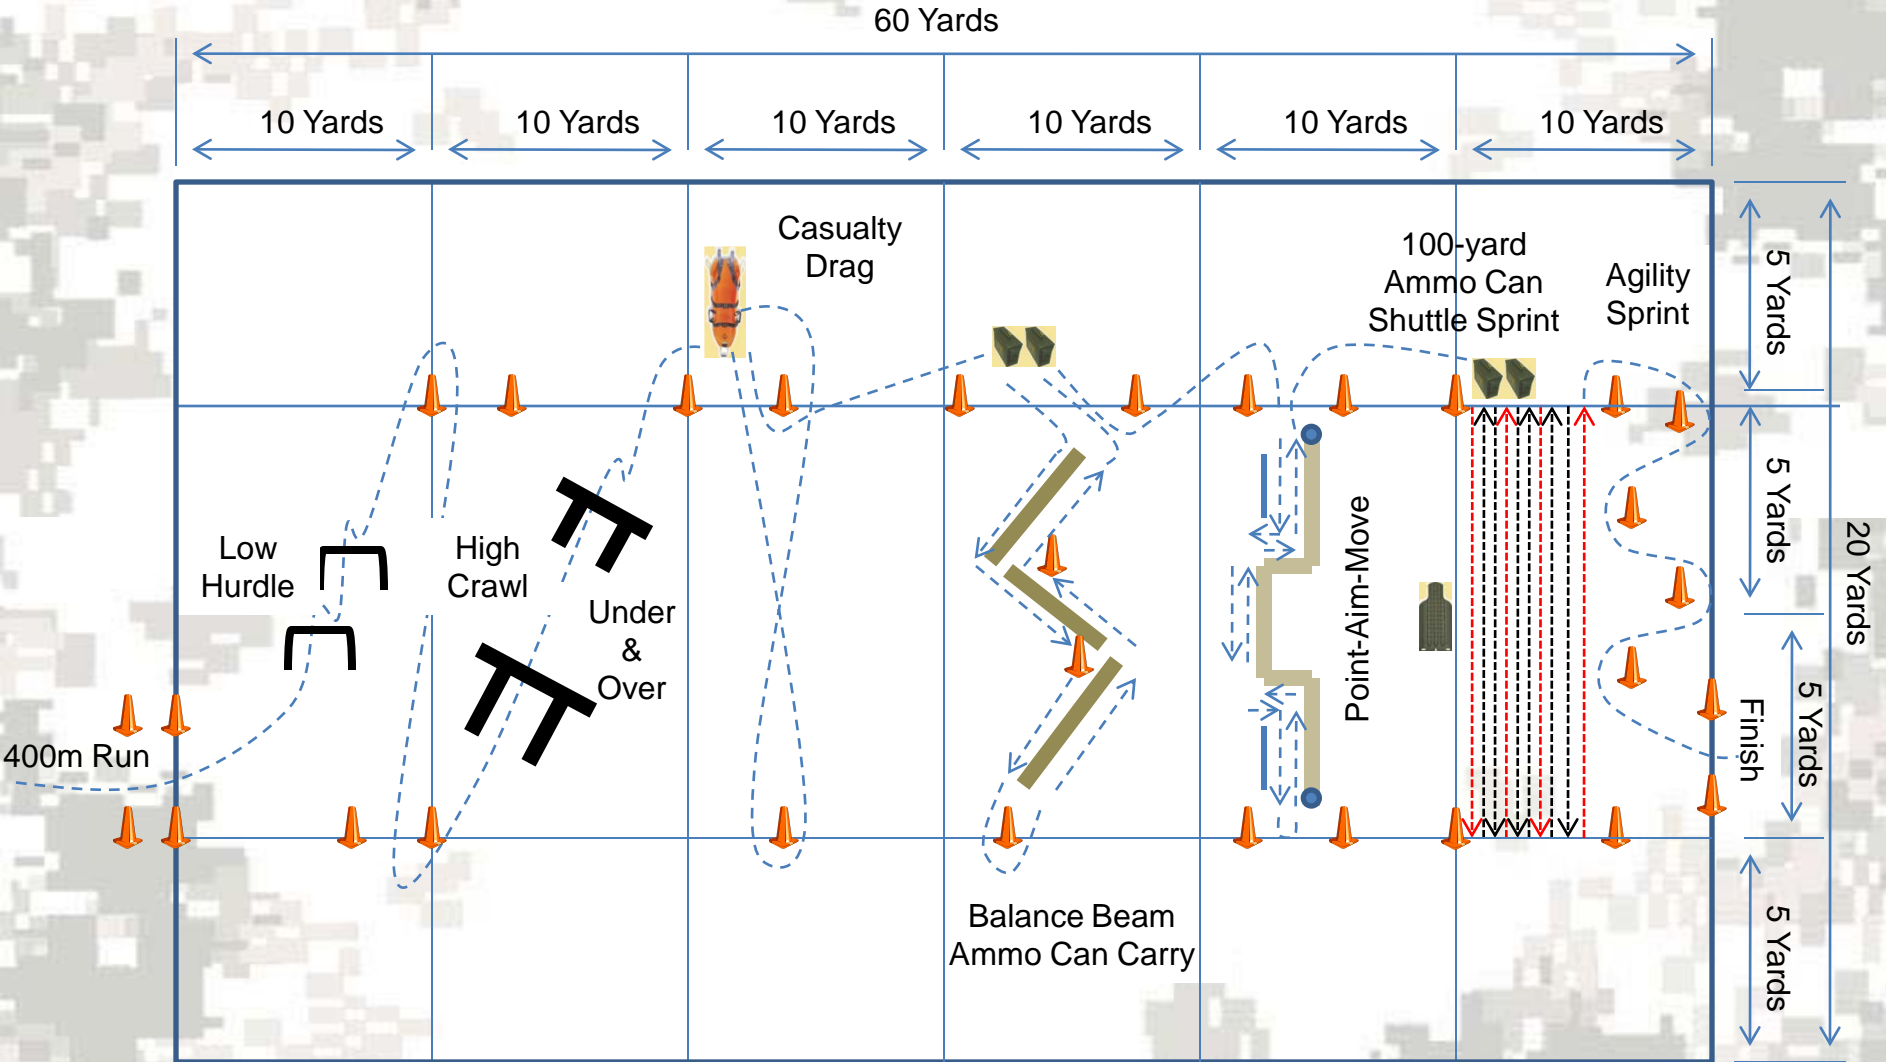 60 Yards
10 Yards
10 Yards
10 Yards
10 Yards
10 Yards
10 Yards
Casualty
Drag
100-yard
Ammo Can
Shuttle Sprint
Agility
Sprint
5 Yards
5 Yards
20 Yards
Low
Hurdle
High
Crawl
Under
&
Over
Point-Aim-Move
400m Run
Finish
5 Yards
Balance Beam
Ammo Can Carry
5 Yards